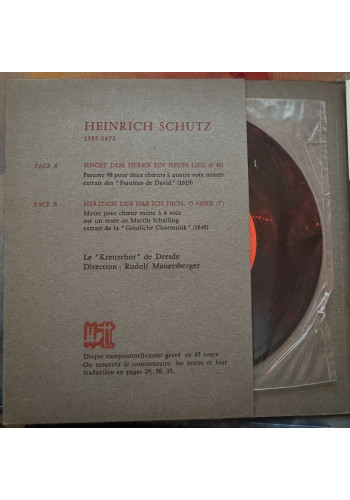 HEINRICH SCHUTZ
1585-1672
FACE A
SINGET DEM HERRN EIN NEUES LIED
Psaume 98 pour deux chœurs à quatre voix mixtes
extrait des "Psaumes de David" (1619)
FACE B
HERZLICH LIEB HAB ICH DICH, O HERR (7')
Motet pour chœur mixte à 6 voix
sur un texte de Martin Schalling
extrait de la "Geistliche Chormusik" (1648)
Le "Kreuzchor" de Dresde
Direction : Rudolf Mauersberger
Disque exceptionnellement gravé en 45 tours
On trouvera le commentaire, les textes et leur
traduction en pages 29, 30, 31.